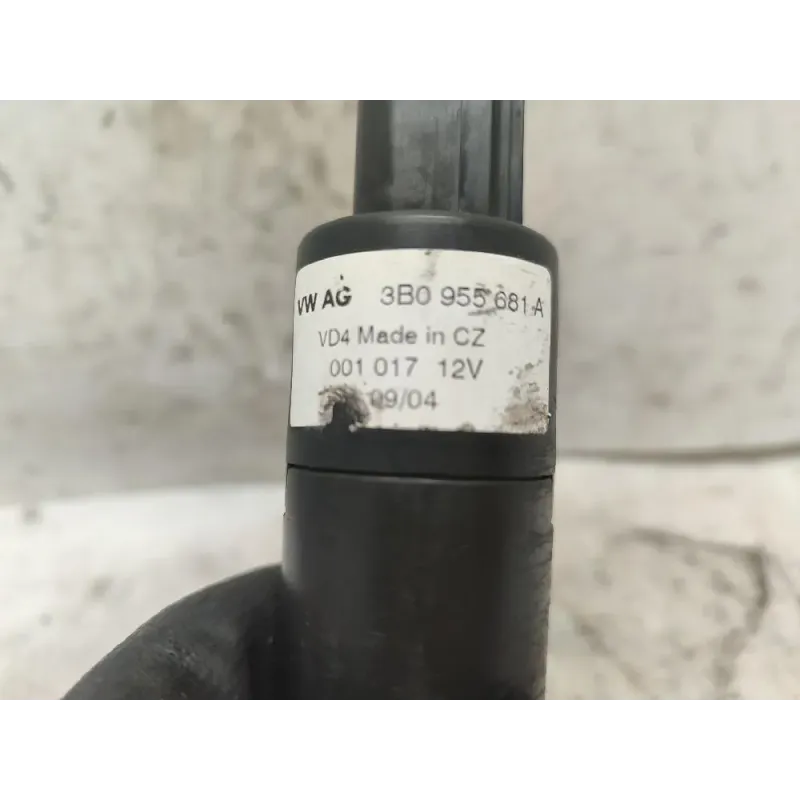 VW AG 3B0 955 681 A
VD4 Made in CZ
001 017 12V
09/04